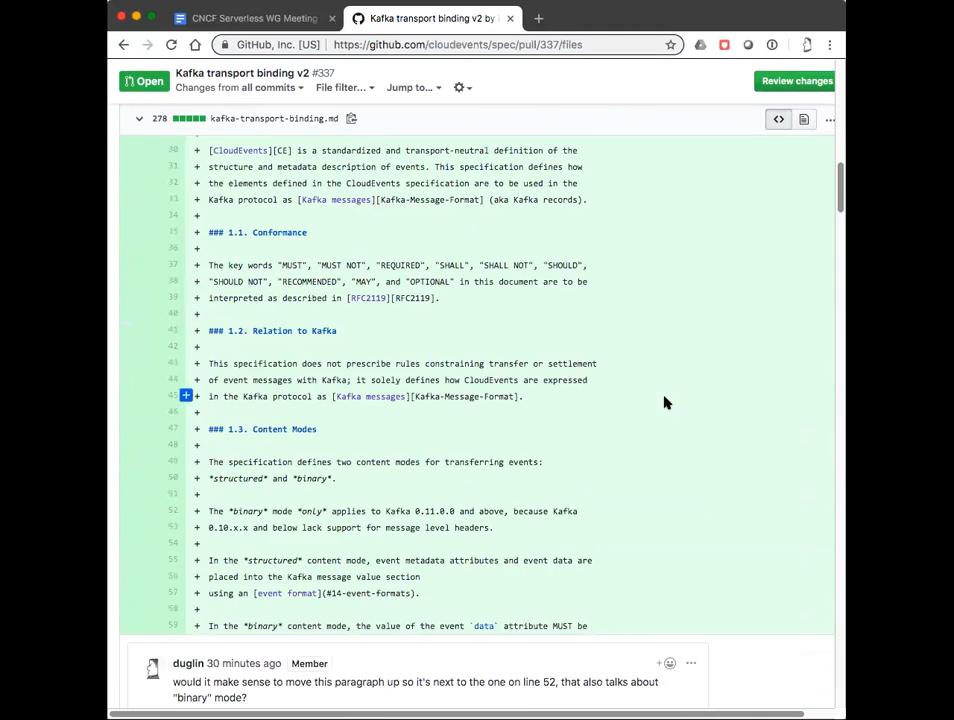 CNCF Serverless WG Meeting
Kafka transport binding v2 by
GitHub, Inc. [US] https://github.com/cloudevents/spec/pull/337/files
Open
Kafka transport binding v2 #337
Changes from all commits File filter... Jump to...
Review changes
278 kafka-transport-binding.md
30 + [CloudEvents][CE] is a standardized and transport-neutral definition of the
31 + structure and metadata description of events. This specification defines how
32 + the elements defined in the CloudEvents specification are to be used in the
33 + Kafka protocol as [Kafka messages][Kafka-Message-Format] (aka Kafka records).
34 +
35 + ### 1.1. Conformance
36 +
37 + The key words "MUST", "MUST NOT", "REQUIRED", "SHALL", "SHALL NOT", "SHOULD",
38 + "SHOULD NOT", "RECOMMENDED", "MAY", and "OPTIONAL" in this document are to be
39 + interpreted as described in [RFC2119][RFC2119].
40 +
41 + ### 1.2. Relation to Kafka
42 +
43 + This specification does not prescribe rules constraining transfer or settlement
44 + of event messages with Kafka; it solely defines how CloudEvents are expressed
45 + in the Kafka protocol as [Kafka messages][Kafka-Message-Format].
46 +
47 + ### 1.3. Content Modes
48 +
49 + The specification defines two content modes for transferring events:
50 + *structured* and *binary*.
51 +
52 + The *binary* mode *only* applies to Kafka 0.11.0.0 and above, because Kafka
53 + 0.10.x.x and below lack support for message level headers.
54 +
55 + In the *structured* content mode, event metadata attributes and event data are
56 + placed into the Kafka message value section
57 + using an [event format](#14-event-formats).
58 +
59 + In the *binary* content mode, the value of the event `data` attribute MUST be
duglin 30 minutes ago Member
would it make sense to move this paragraph up so it's next to the one on line 52, that also talks about
"binary" mode?